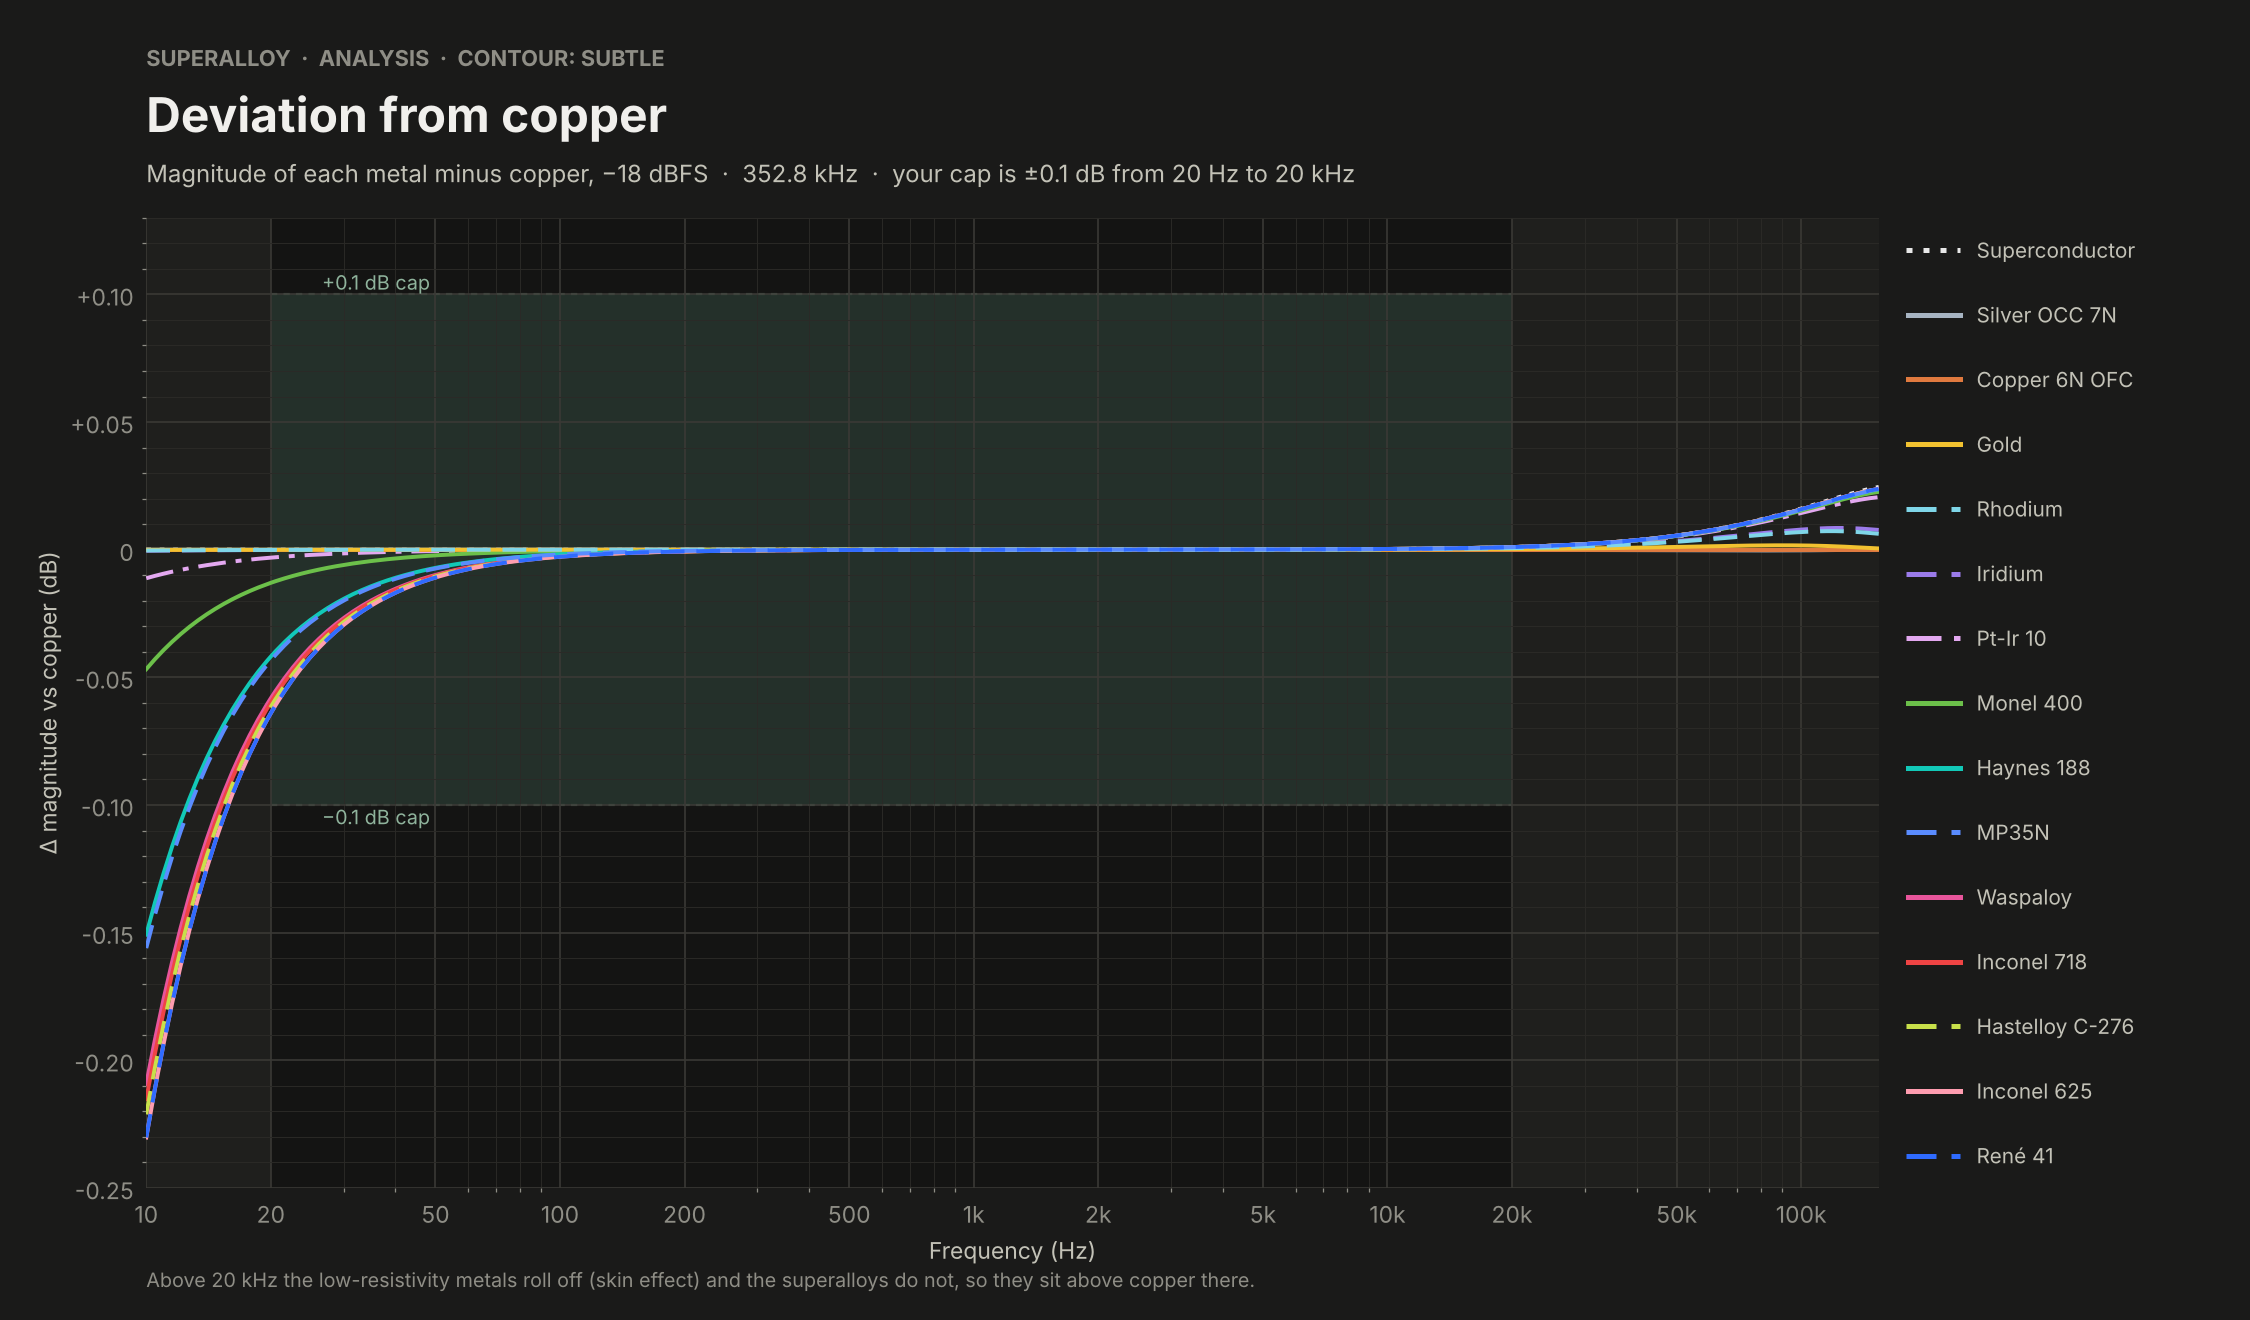 SUPERALLOY · ANALYSIS · CONTOUR: SUBTLE
Deviation from copper
Magnitude of each metal minus copper, −18 dBFS · 352.8 kHz · your cap is ±0.1 dB from 20 Hz to 20 kHz
+0.1 dB cap
−0.1 dB cap
Δ magnitude vs copper (dB)
+0.10
+0.05
0
-0.05
-0.10
-0.15
-0.20
-0.25
10 20 50 100 200 500 1k 2k 5k 10k 20k 50k 100k
Frequency (Hz)
Superconductor
Silver OCC 7N
Copper 6N OFC
Gold
Rhodium
Iridium
Pt-Ir 10
Monel 400
Haynes 188
MP35N
Waspaloy
Inconel 718
Hastelloy C-276
Inconel 625
René 41
Above 20 kHz the low-resistivity metals roll off (skin effect) and the superalloys do not, so they sit above copper there.